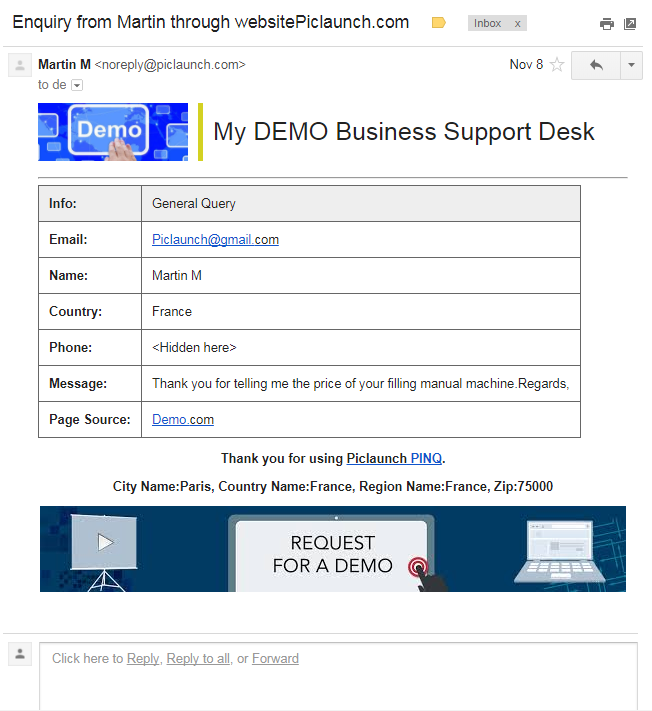 Enquiry from Martin through websitePiclaunch.com
Inbox x
Martin M <noreply@piclaunch.com>
Nov 8
to de
Demo
My DEMO Business Support Desk
Info: General Query
Email: Piclaunch@gmail.com
Name: Martin M
Country: France
Phone: <Hidden here>
Message: Thank you for telling me the price of your filling manual machine.Regards,
Page Source: Demo.com
Thank you for using Piclaunch PINQ.
City Name:Paris, Country Name:France, Region Name:France, Zip:75000
REQUEST
FOR A DEMO
Click here to Reply, Reply to all, or Forward